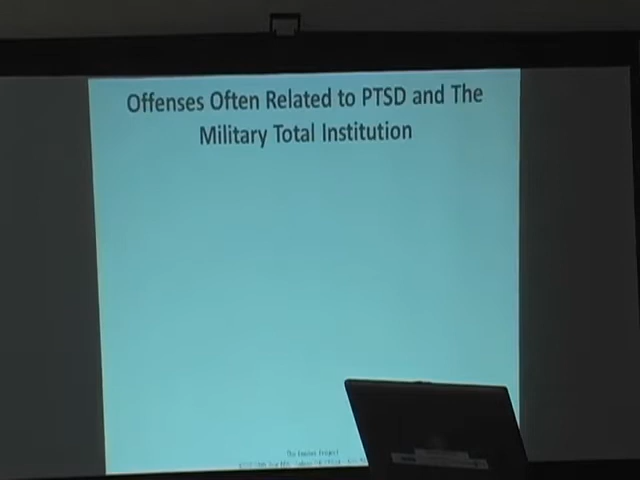 Offenses Often Related to PTSD and The
Military Total Institution